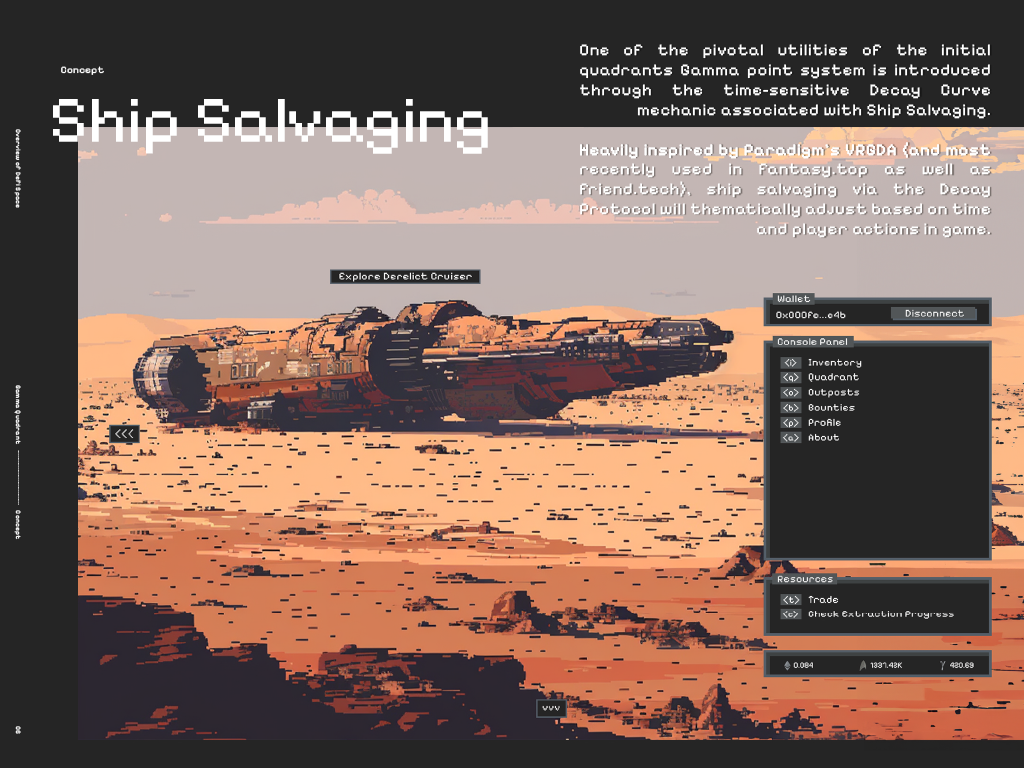 Concept
Ship Salvaging
One of the pivotal utilities of the initial
quadrants Gamma point system is introduced
through the time-sensitive Decay Curve
mechanic associated with Ship Salvaging.
Heavily inspired by Paradigm's VRGDA (and most
recently used in Fantasy.top as well as
Friend.tech), ship salvaging via the Decay
Protocol will thematically adjust based on time
and player actions in game.
Overview of DeFi Space
Gamma Quadrant
Concept
Explore Derelict Cruiser
<<<
Wallet
0x000fe...e4b
Disconnect
Console Panel
<i> Inventory
<q> Quadrant
<o> Outposts
<b> Bounties
<p> Profile
<a> About
Resources
<t> Trade
<c> Check Extraction Progress
0.084
1337.42K
420.69
vvv